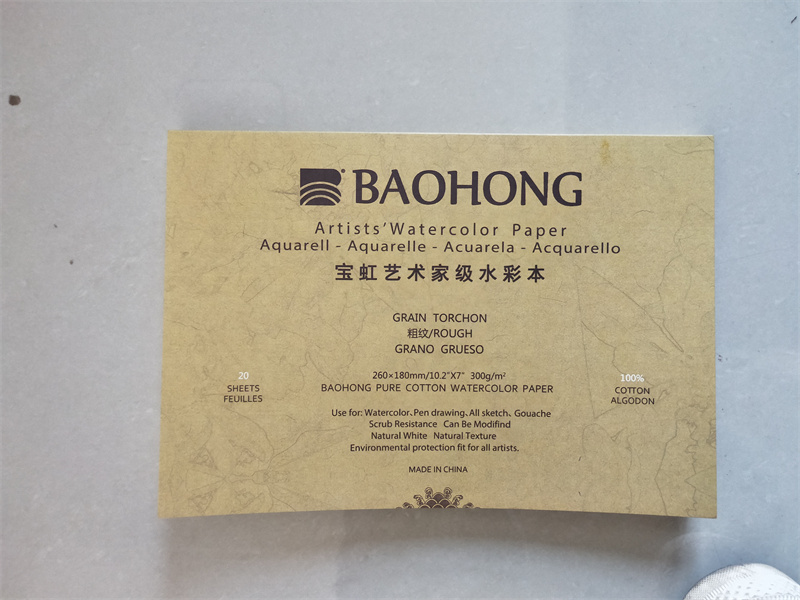 BAOHONG
Artists'Watercolor Paper
Aquarell - Aquarelle - Acuarela - Acquarello
宝虹艺术家级水彩本
GRAIN TORCHON
粗纹/ROUGH
GRANO GRUESO
260×180mm/10.2"X7" 300g/m²
BAOHONG PURE COTTON WATERCOLOR PAPER
20
SHEETS
FEUILLES
100%
COTTON
ALGODON
Use for: Watercolor、Pen drawing、All sketch、Gouache
Scrub Resistance Can Be Modifind
Natural White Natural Texture
Environmental protection fit for all artists.
MADE IN CHINA